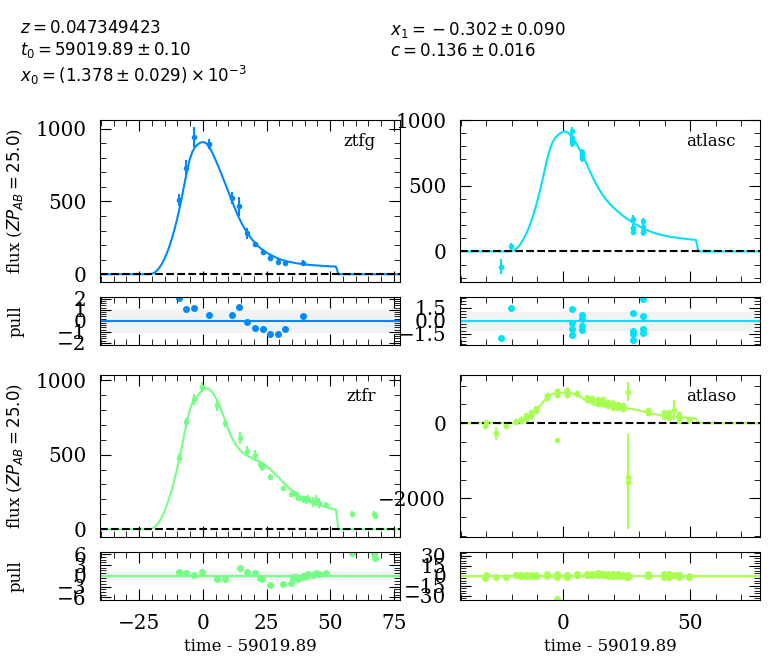 z = 0.047349423
t₀ = 59019.89 ± 0.10
x₀ = (1.378 ± 0.029) × 10⁻³
x₁ = −0.302 ± 0.090
c = 0.136 ± 0.016
flux (ZP_AB = 25.0)
1000
500
0
ztfg
1000
500
0
atlasc
pull
2
1
0
−1
−2
1.5
0.0
−1.5
flux (ZP_AB = 25.0)
1000
500
0
ztfr
0
−2000
atlaso
pull
6
3
0
−3
−6
30
15
0
−15
−30
−25 0 25 50 75
0 50
time - 59019.89
time - 59019.89